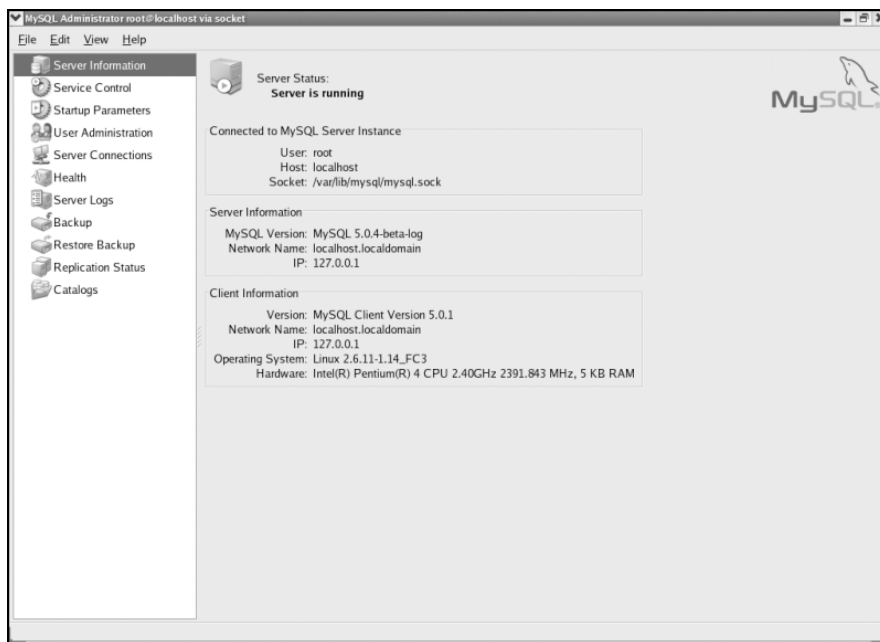 MySQL Administrator root@localhost via socket
File Edit View Help
Server Information
Service Control
Startup Parameters
User Administration
Server Connections
Health
Server Logs
Backup
Restore Backup
Replication Status
Catalogs
Server Status:
Server is running
MySQL
Connected to MySQL Server Instance
User: root
Host: localhost
Socket: /var/lib/mysql/mysql.sock
Server Information
MySQL Version: MySQL 5.0.4-beta-log
Network Name: localhost.localdomain
IP: 127.0.0.1
Client Information
Version: MySQL Client Version 5.0.1
Network Name: localhost.localdomain
IP: 127.0.0.1
Operating System: Linux 2.6.11-1.14_FC3
Hardware: Intel(R) Pentium(R) 4 CPU 2.40GHz 2391.843 MHz, 5 KB RAM